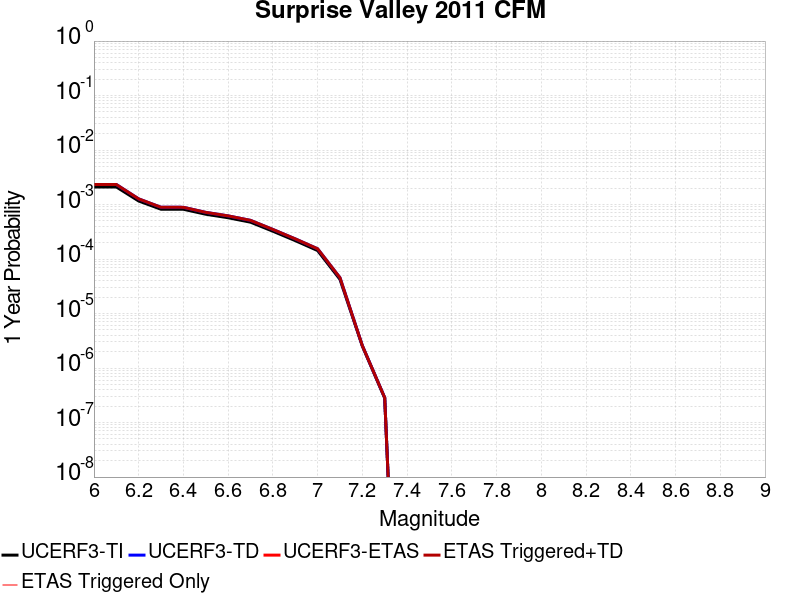 Surprise Valley 2011 CFM
10^0
10^-1
10^-2
10^-3
10^-4
10^-5
10^-6
10^-7
10^-8
1 Year Probability
6 6.2 6.4 6.6 6.8 7 7.2 7.4 7.6 7.8 8 8.2 8.4 8.6 8.8 9
Magnitude
UCERF3-TI UCERF3-TD UCERF3-ETAS ETAS Triggered+TD
ETAS Triggered Only